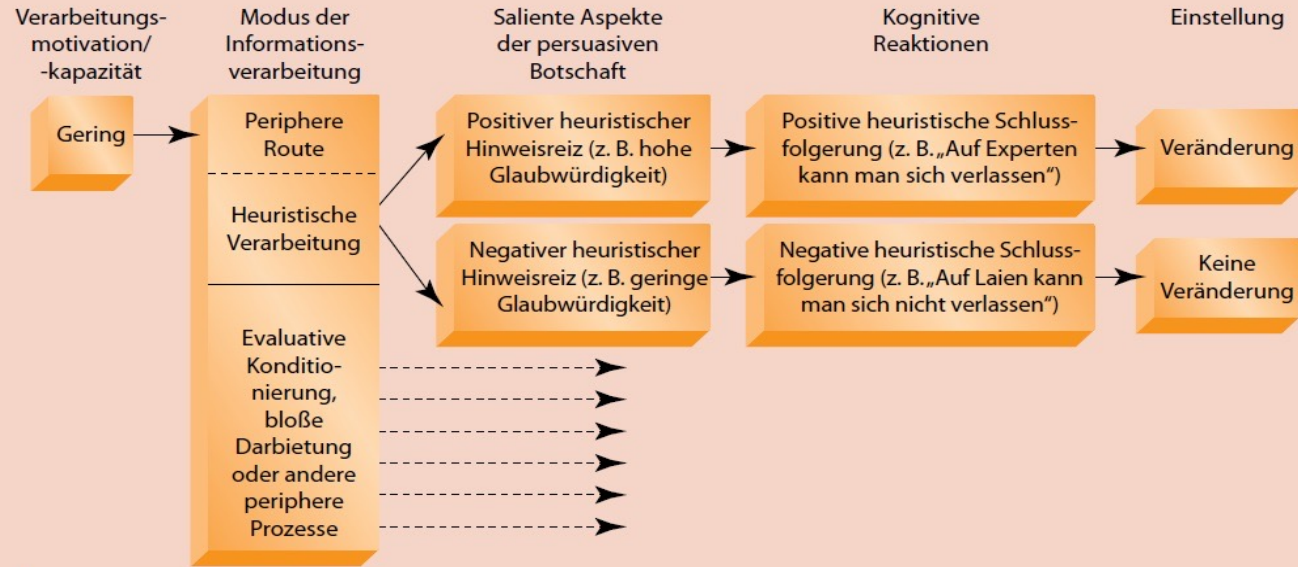 Verarbeitungs-
motivation/
-kapazität
Modus der
Informations-
verarbeitung
Saliente Aspekte
der persuasiven
Botschaft
Kognitive
Reaktionen
Einstellung
Gering
Periphere
Route
Heuristische
Verarbeitung
Evaluative
Konditio-
nierung,
bloße
Darbietung
oder andere
periphere
Prozesse
Positiver heuristischer
Hinweisreiz (z. B. hohe
Glaubwürdigkeit)
Positive heuristische Schluss-
folgerung (z. B. „Auf Experten
kann man sich verlassen“)
Veränderung
Negativer heuristischer
Hinweisreiz (z. B. geringe
Glaubwürdigkeit)
Negative heuristische Schluss-
folgerung (z. B. „Auf Laien kann
man sich nicht verlassen“)
Keine
Veränderung